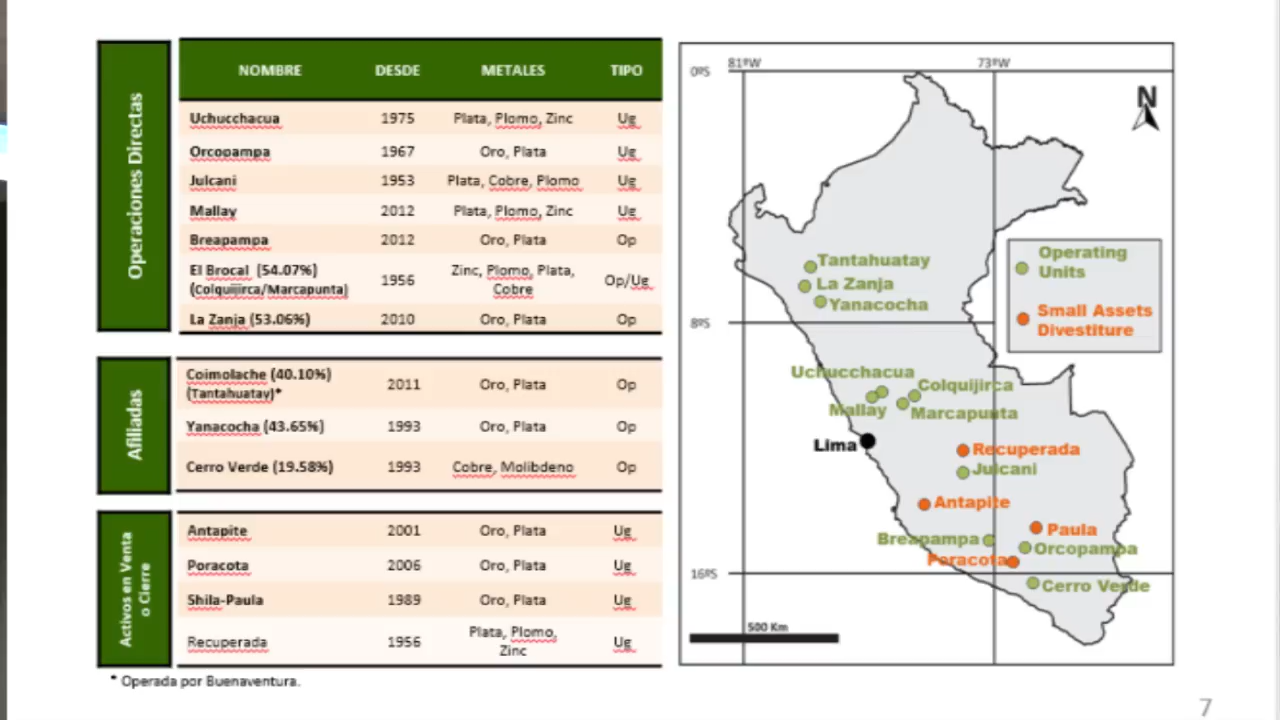 Operaciones Directas
NOMBRE DESDE METALES TIPO
Uchucchacua 1975 Plata, Plomo, Zinc Ug
Orcopampa 1967 Oro, Plata Ug
Julcani 1953 Plata, Cobre, Plomo Ug
Mallay 2012 Plata, Plomo, Zinc Ug
Breapampa 2012 Oro, Plata Op
El Brocal (54.07%)
(Colquijirca/Marcapunta) 1956 Zinc, Plomo, Plata,
Cobre Op/Ug
La Zanja (53.06%) 2010 Oro, Plata Op
Afiliadas
Coimolache (40.10%)
(Tantahuatay)* 2011 Oro, Plata Op
Yanacocha (43.65%) 1993 Oro, Plata Op
Cerro Verde (19.58%) 1993 Cobre, Molibdeno Op
Activos en Venta
o Cierre
Antapite 2001 Oro, Plata Ug
Poracota 2006 Oro, Plata Ug
Shila-Paula 1989 Oro, Plata Ug
Recuperada 1956 Plata, Plomo,
Zinc Ug
* Operada por Buenaventura.
81ºW 73ºW
0ºS
N
Operating
Units
Small Assets
Divestiture
Tantahuatay
La Zanja
Yanacocha
8ºS
Uchucchacua
Colquijirca
Mallay
Marcapunta
Lima
Recuperada
Julcani
Antapite
Paula
Breapampa
Orcopampa
Poracota
16ºS
Cerro Verde
500 Km
7